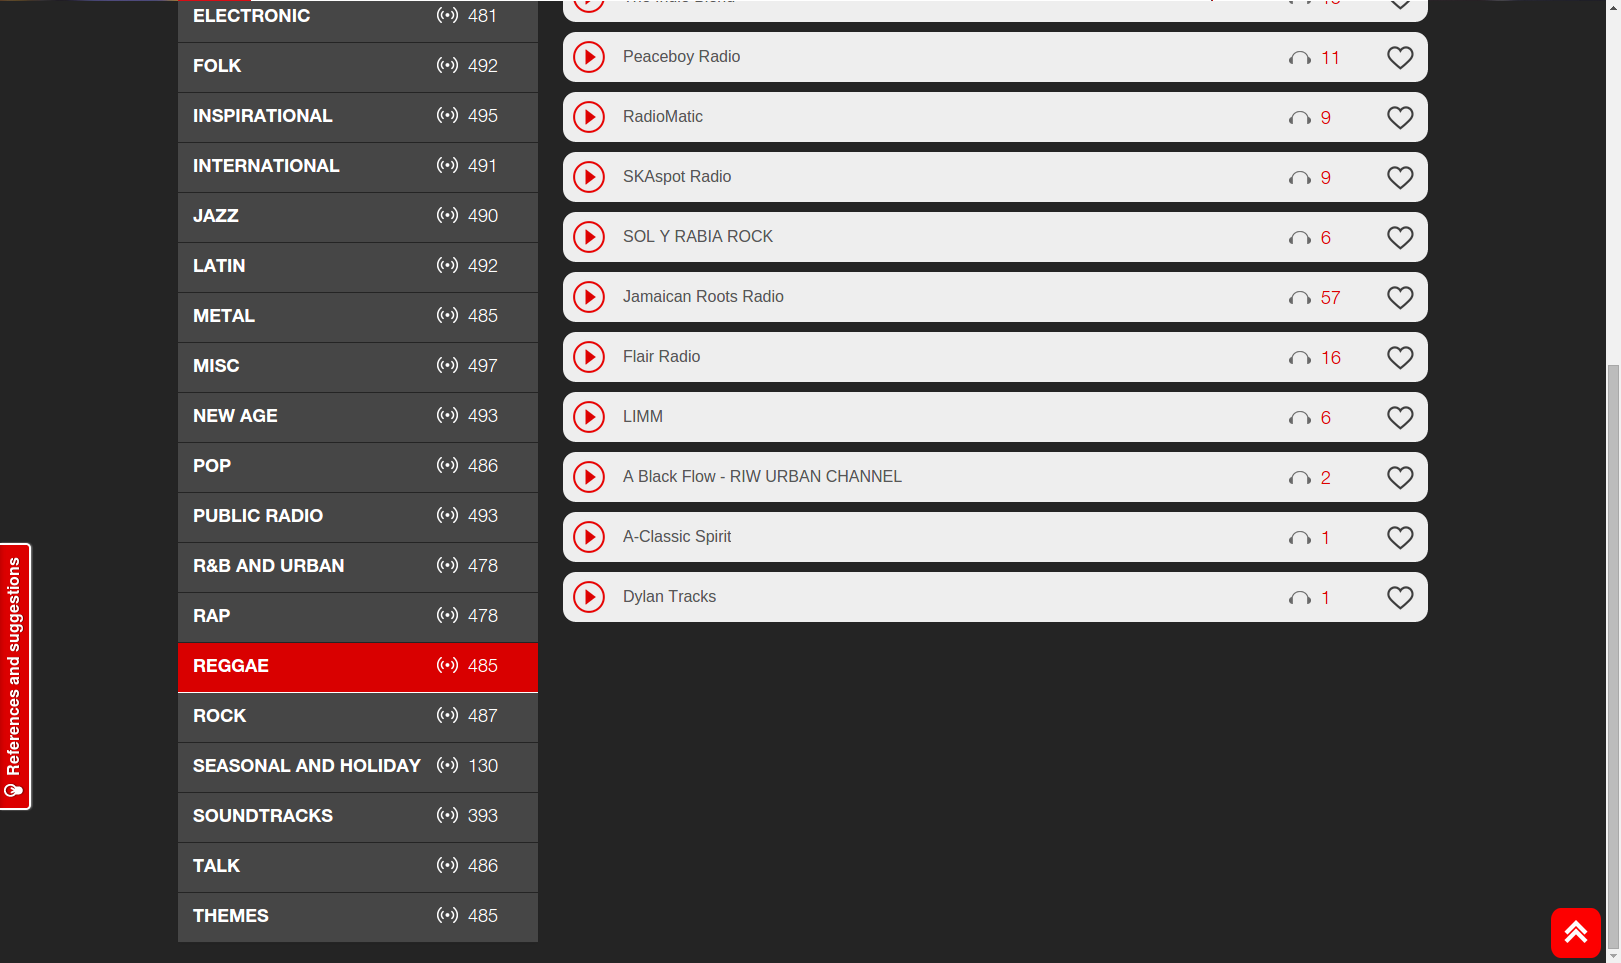 ELECTRONIC 481
FOLK 492
INSPIRATIONAL 495
INTERNATIONAL 491
JAZZ 490
LATIN 492
METAL 485
MISC 497
NEW AGE 493
POP 486
PUBLIC RADIO 493
R&B AND URBAN 478
RAP 478
REGGAE 485
ROCK 487
SEASONAL AND HOLIDAY 130
SOUNDTRACKS 393
TALK 486
THEMES 485
Peaceboy Radio 11
RadioMatic 9
SKAspot Radio 9
SOL Y RABIA ROCK 6
Jamaican Roots Radio 57
Flair Radio 16
LIMM 6
A Black Flow - RIW URBAN CHANNEL 2
A-Classic Spirit 1
Dylan Tracks 1
References and suggestions